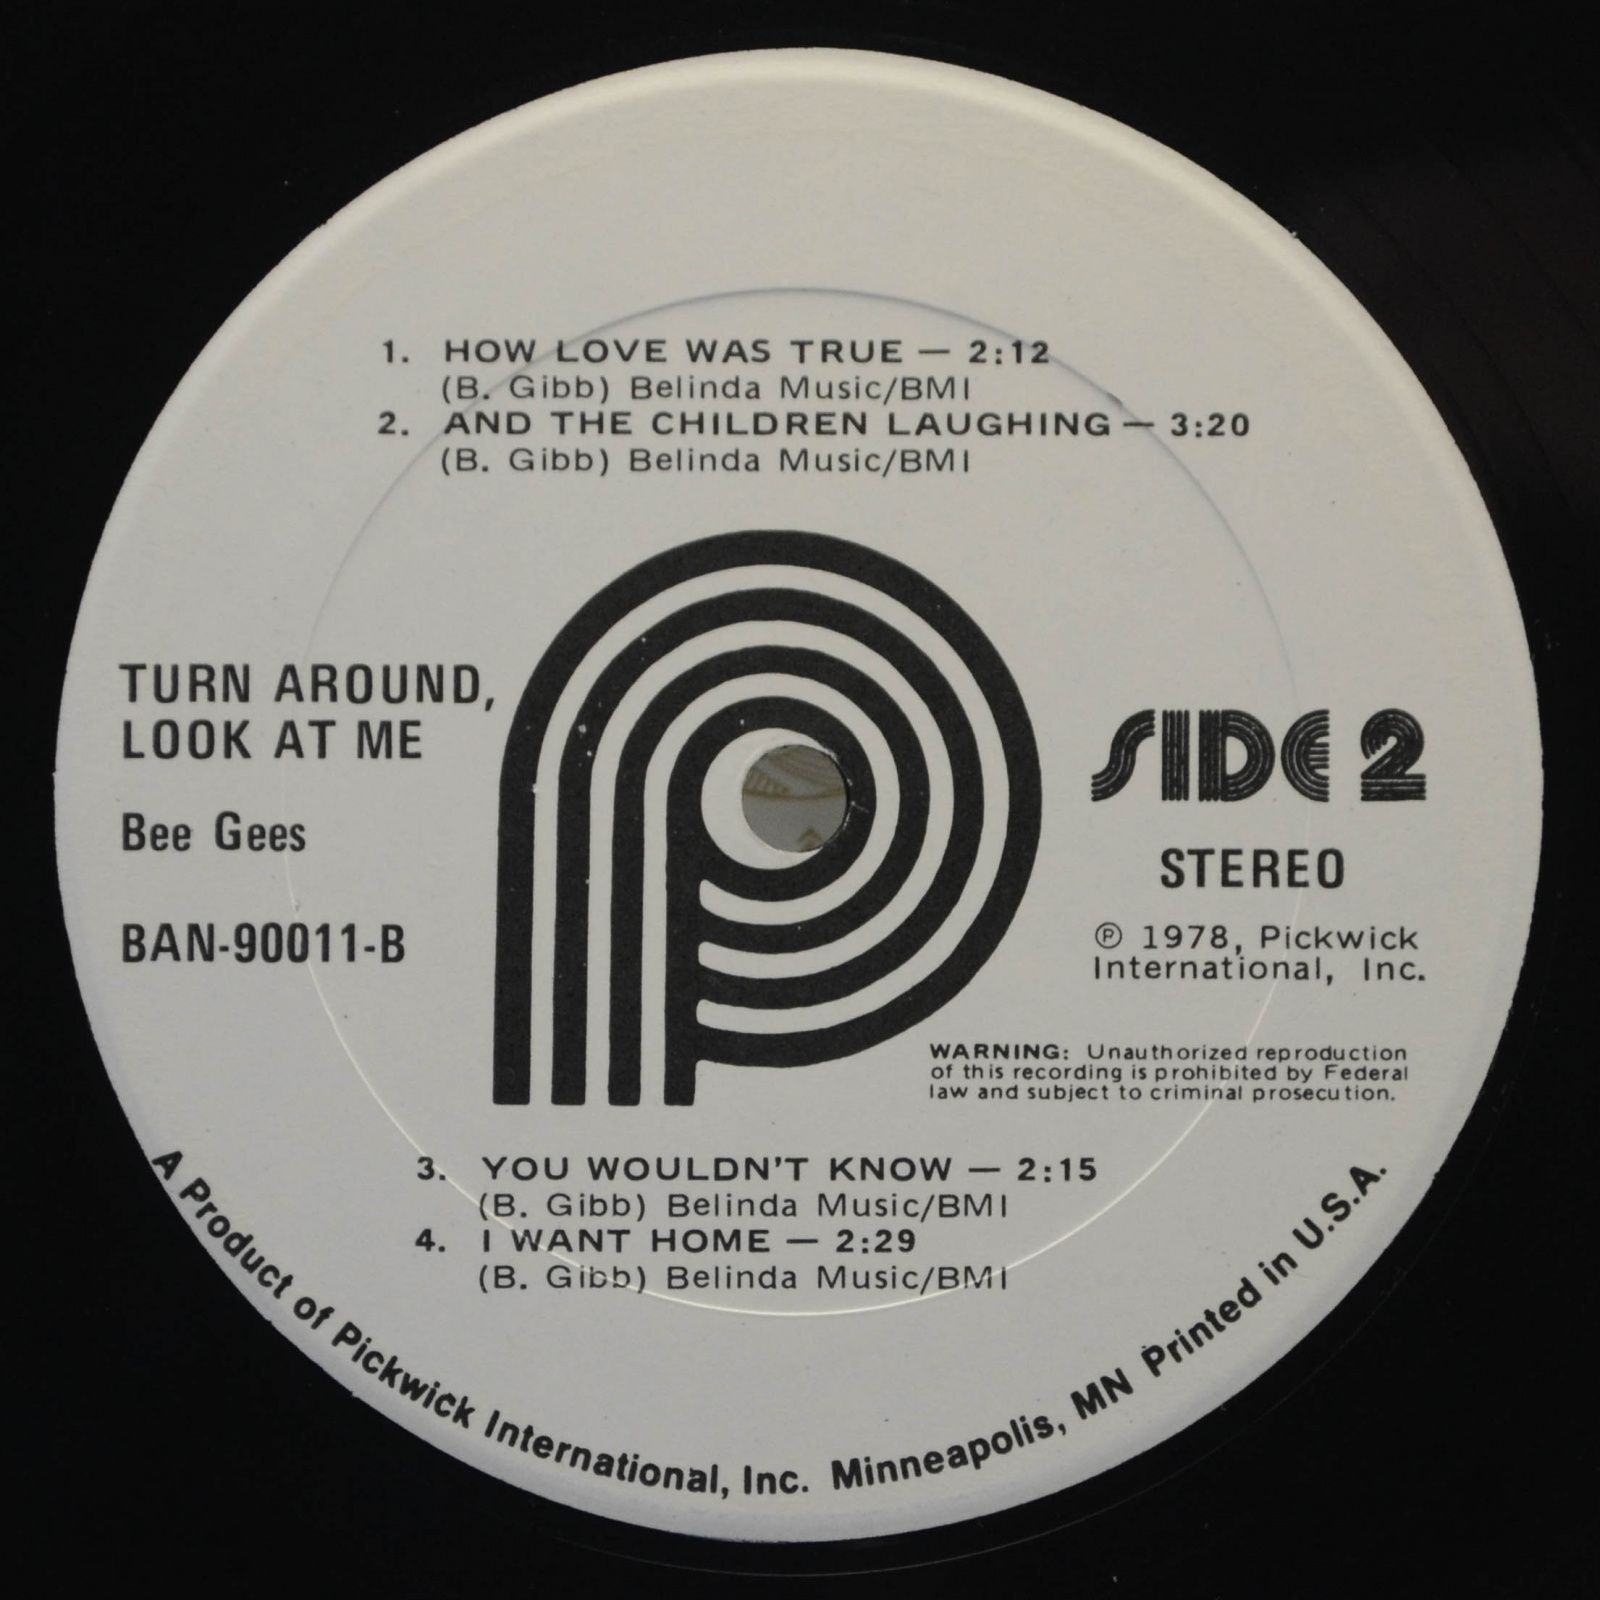 1. HOW LOVE WAS TRUE — 2:12
(B. Gibb) Belinda Music/BMI
2. AND THE CHILDREN LAUGHING — 3:20
(B. Gibb) Belinda Music/BMI
TURN AROUND,
LOOK AT ME
Bee Gees
BAN-90011-B
SIDE 2
STEREO
℗ 1978, Pickwick
International, Inc.
WARNING: Unauthorized reproduction
of this recording is prohibited by Federal
law and subject to criminal prosecution.
3. YOU WOULDN'T KNOW — 2:15
(B. Gibb) Belinda Music/BMI
4. I WANT HOME — 2:29
(B. Gibb) Belinda Music/BMI
A Product of Pickwick International, Inc. Minneapolis, MN Printed in U.S.A.